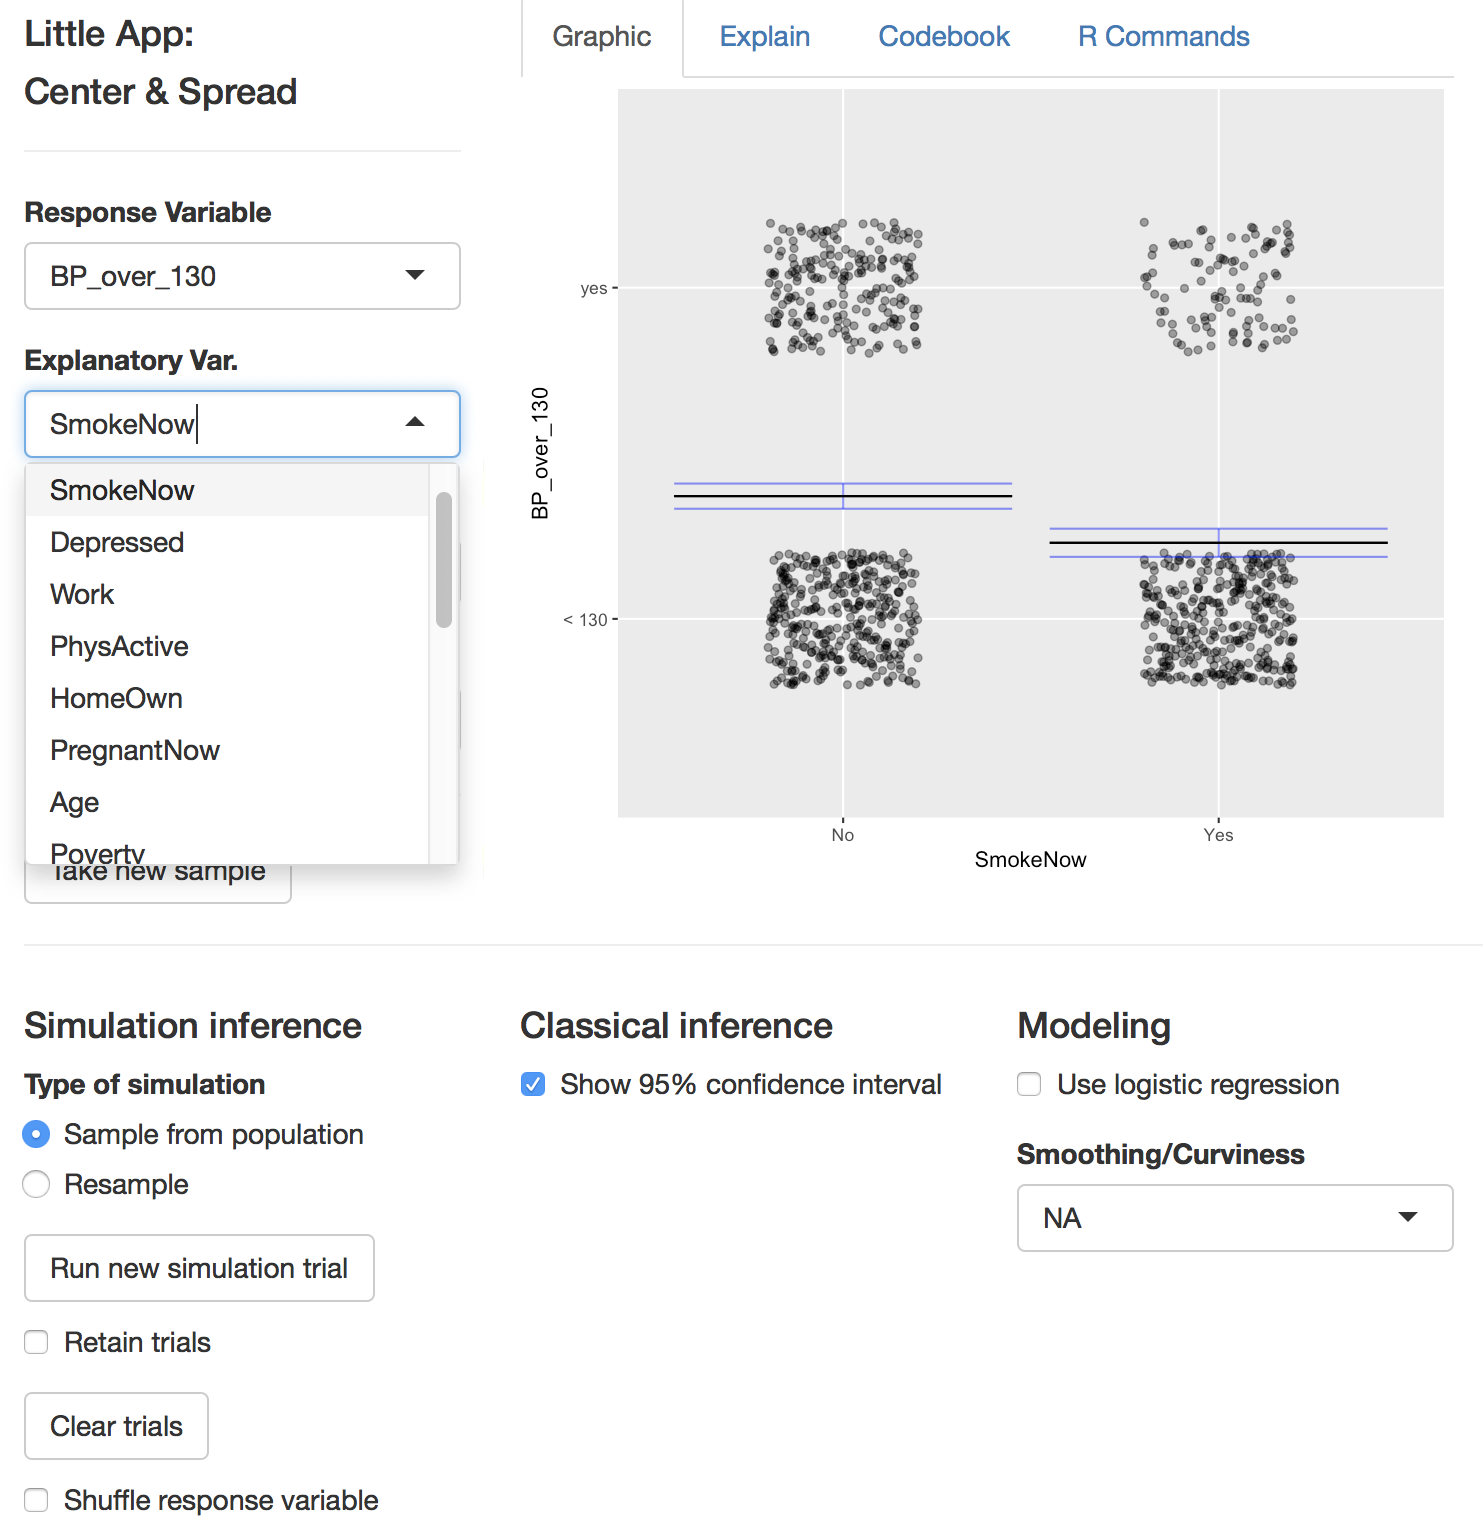 Little App:
Center & Spread
Response Variable
BP_over_130
Explanatory Var.
SmokeNow
SmokeNow
Depressed
Work
PhysActive
HomeOwn
PregnantNow
Age
Poverty
Take new sample
Graphic
Explain
Codebook
R Commands
BP_over_130
yes
< 130
No
Yes
SmokeNow
Simulation inference
Type of simulation
Sample from population
Resample
Run new simulation trial
Retain trials
Clear trials
Shuffle response variable
Classical inference
Show 95% confidence interval
Modeling
Use logistic regression
Smoothing/Curviness
NA